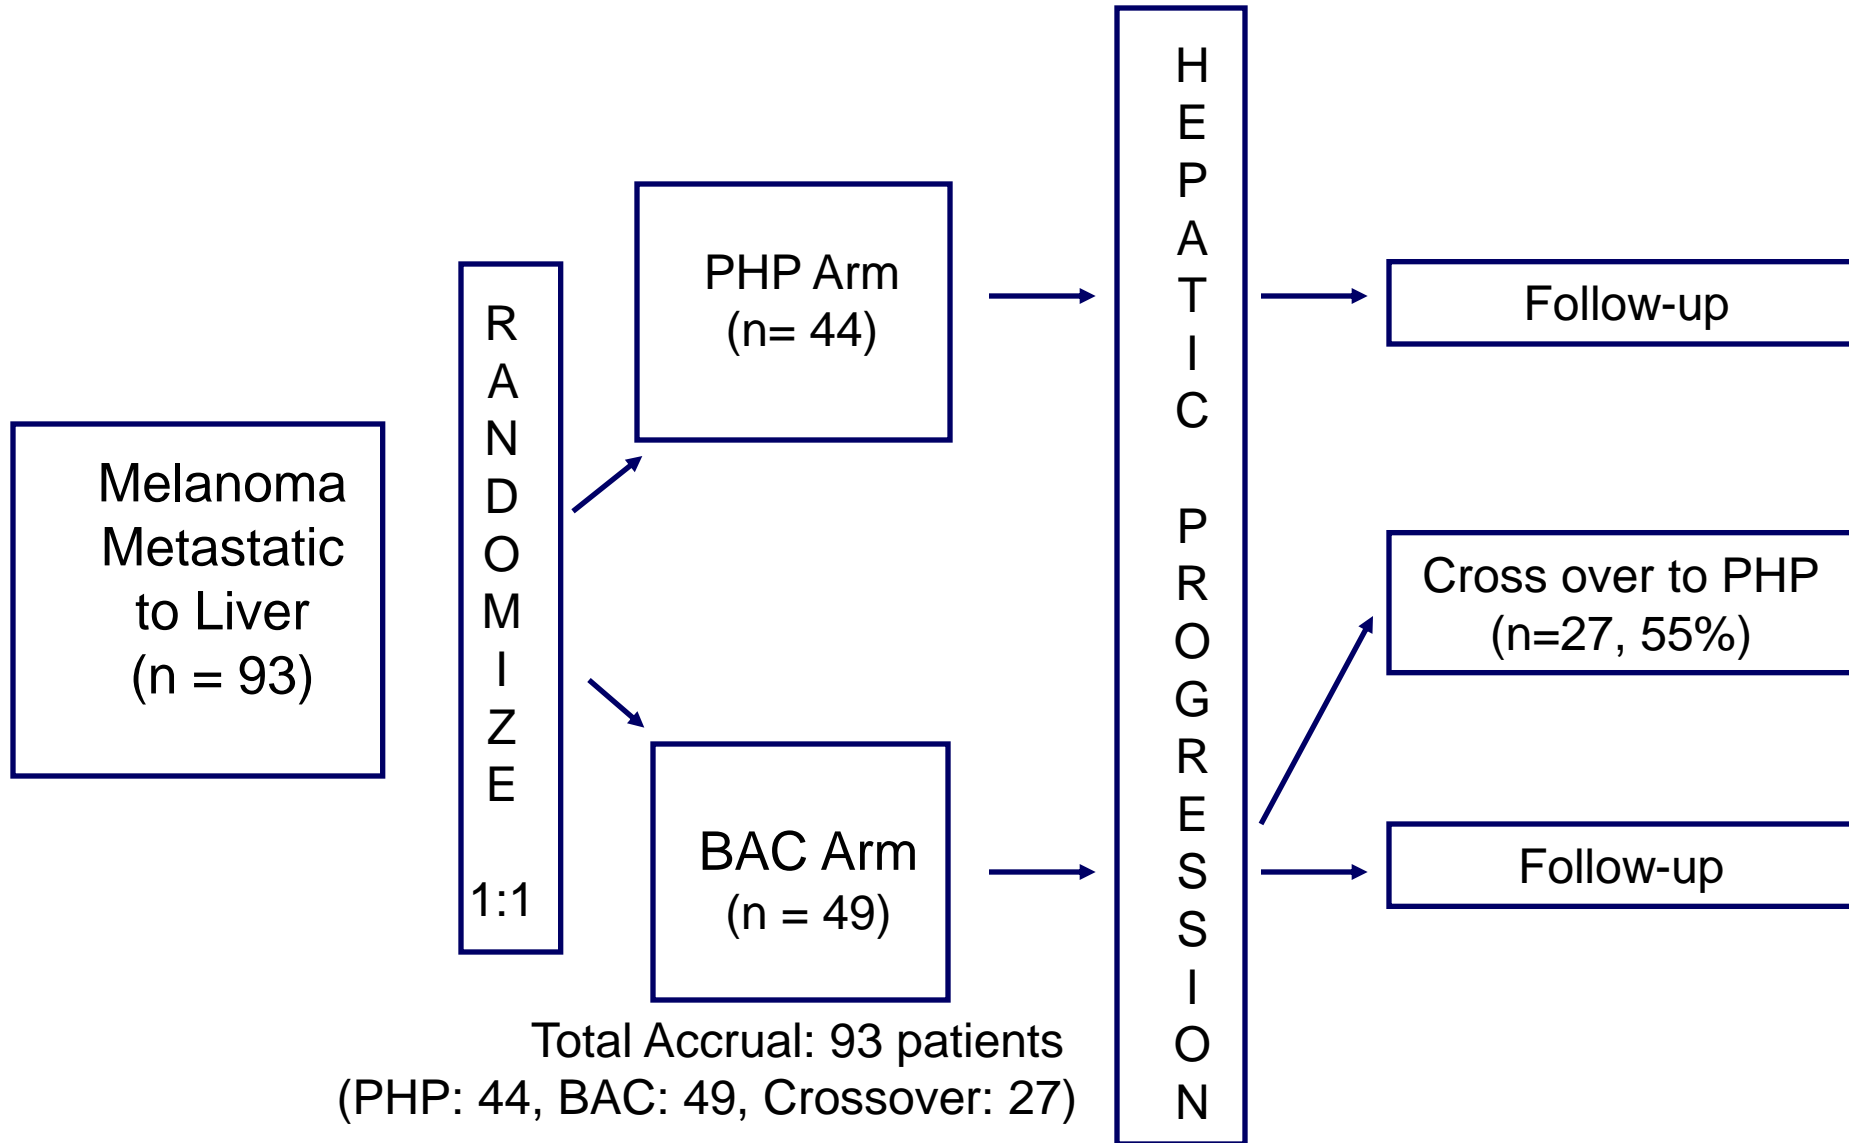 Melanoma
Metastatic
to Liver
(n = 93)
R
A
N
D
O
M
I
Z
E
1:1
PHP Arm
(n= 44)
BAC Arm
(n = 49)
H
E
P
A
T
I
C
P
R
O
G
R
E
S
S
I
O
N
Follow-up
Cross over to PHP
(n=27, 55%)
Follow-up
Total Accrual: 93 patients
(PHP: 44, BAC: 49, Crossover: 27)